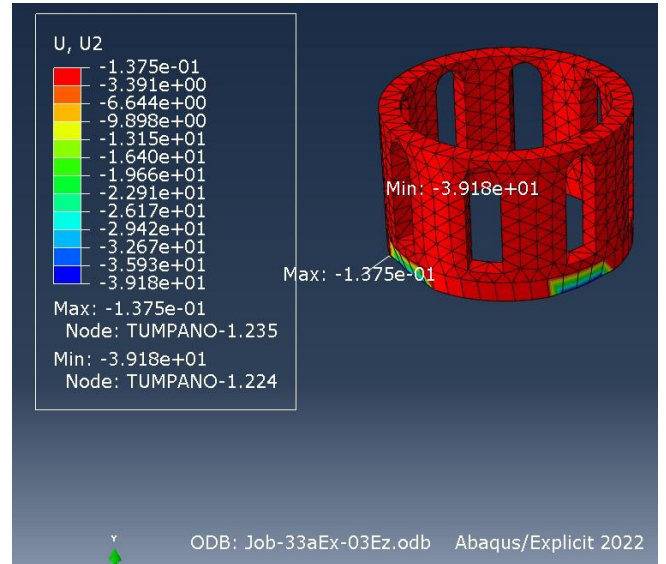 U, U2
-1.375e-01
-3.391e+00
-6.644e+00
-9.898e+00
-1.315e+01
-1.640e+01
-1.966e+01
-2.291e+01
-2.617e+01
-2.942e+01
-3.267e+01
-3.593e+01
-3.918e+01
Max: -1.375e-01
Node: TUMPANO-1.235
Min: -3.918e+01
Node: TUMPANO-1.224
Min: -3.918e+01
Max: -1.375e-01
Y
ODB: Job-33aEx-03Ez.odb Abaqus/Explicit 2022